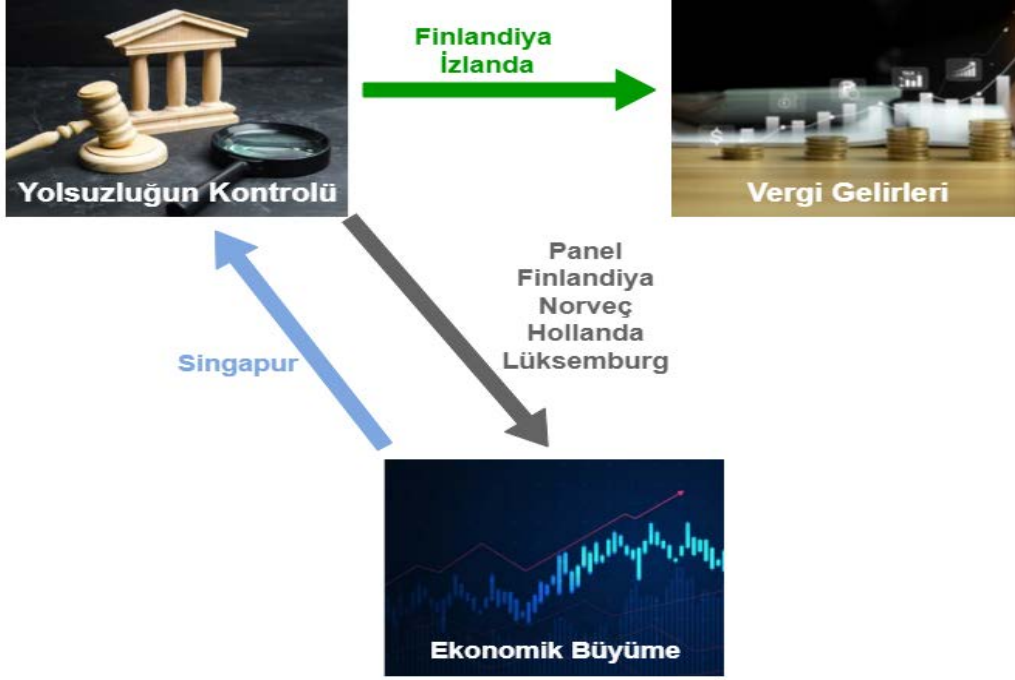 Finlandiya
İzlanda
Yolsuzluğun Kontrolü
Vergi Gelirleri
Panel
Finlandiya
Norveç
Hollanda
Lüksemburg
Singapur
Ekonomik Büyüme